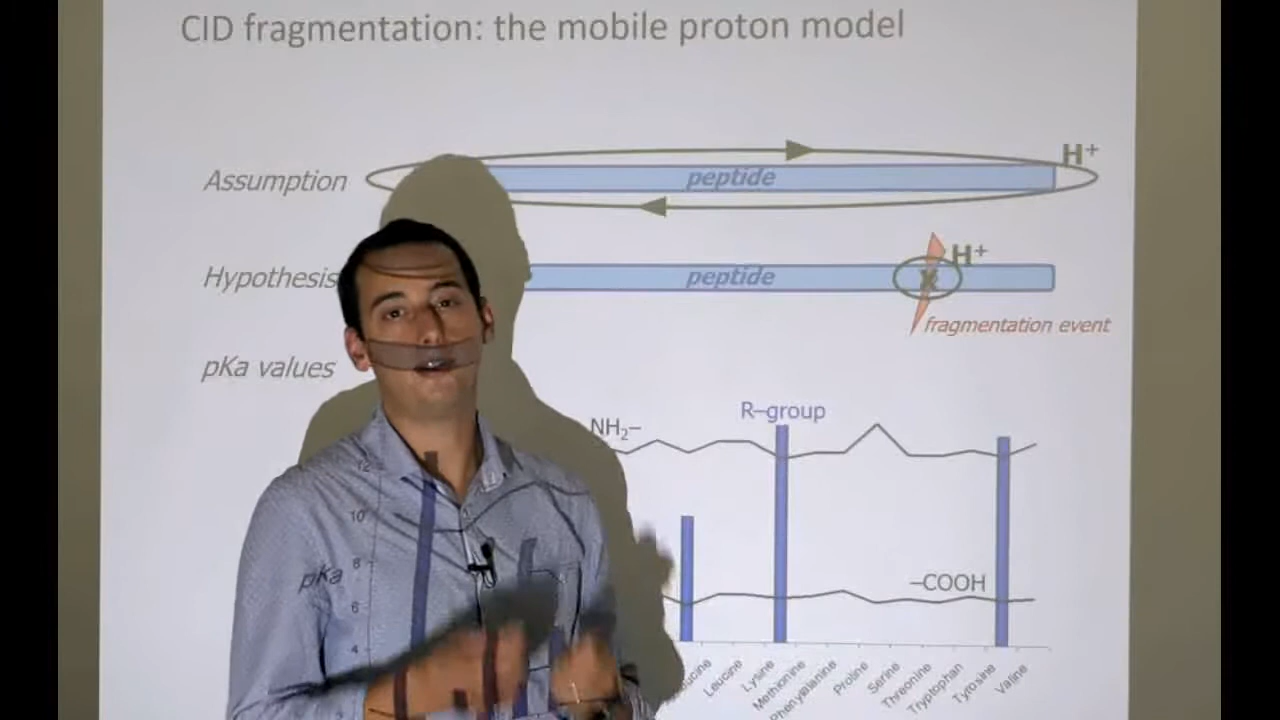 CID fragmentation: the mobile proton model
H⁺
Assumption
peptide
H⁺
Hypothesis
peptide
x
fragmentation event
pKa values
R–group
NH₂–
12
10
pKa
8
–COOH
6
4
Leucine
Lysine
Methionine
Phenylalanine
Proline
Serine
Threonine
Tryptophan
Tyrosine
Valine